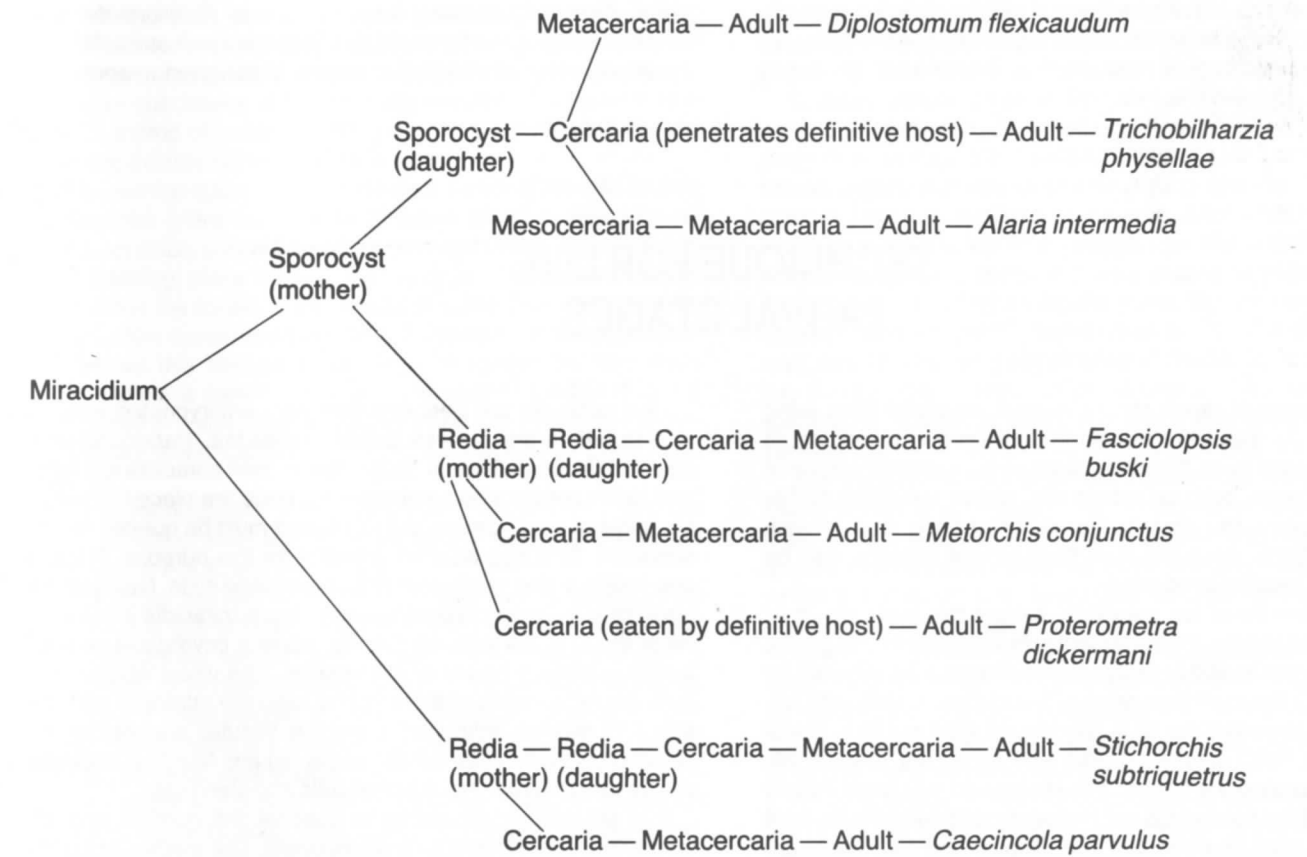 Metacercaria — Adult — Diplostomum flexicaudum
Sporocyst — Cercaria (penetrates definitive host) — Adult — Trichobilharzia
(daughter) physellae
Mesocercaria — Metacercaria — Adult — Alaria intermedia
Sporocyst
(mother)
Miracidium
Redia — Redia — Cercaria — Metacercaria — Adult — Fasciolopsis
(mother) (daughter) buski
Cercaria — Metacercaria — Adult — Metorchis conjunctus
Cercaria (eaten by definitive host) — Adult — Proterometra
dickermani
Redia — Redia — Cercaria — Metacercaria — Adult — Stichorchis
(mother) (daughter) subtriquetrus
Cercaria — Metacercaria — Adult — Caecincola parvulus